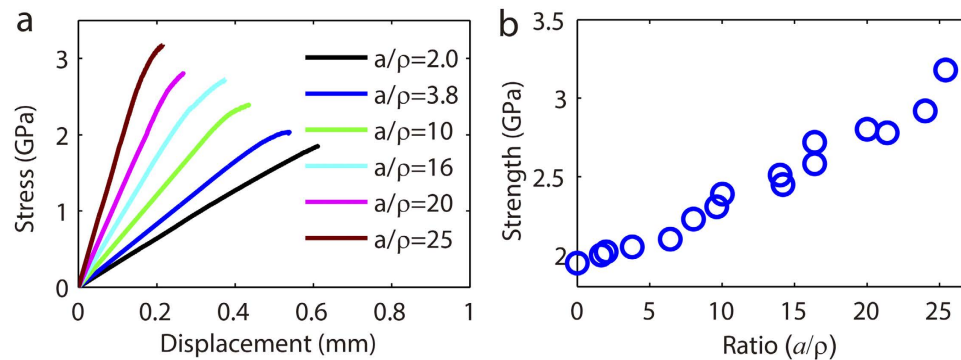 a
Stress (GPa)
3
2
1
0
0
0.2
0.4
0.6
0.8
1
Displacement (mm)
a/ρ=2.0
a/ρ=3.8
a/ρ=10
a/ρ=16
a/ρ=20
a/ρ=25
b
Strength (GPa)
3.5
3
2.5
2
0
5
10
15
20
25
Ratio (a/ρ)